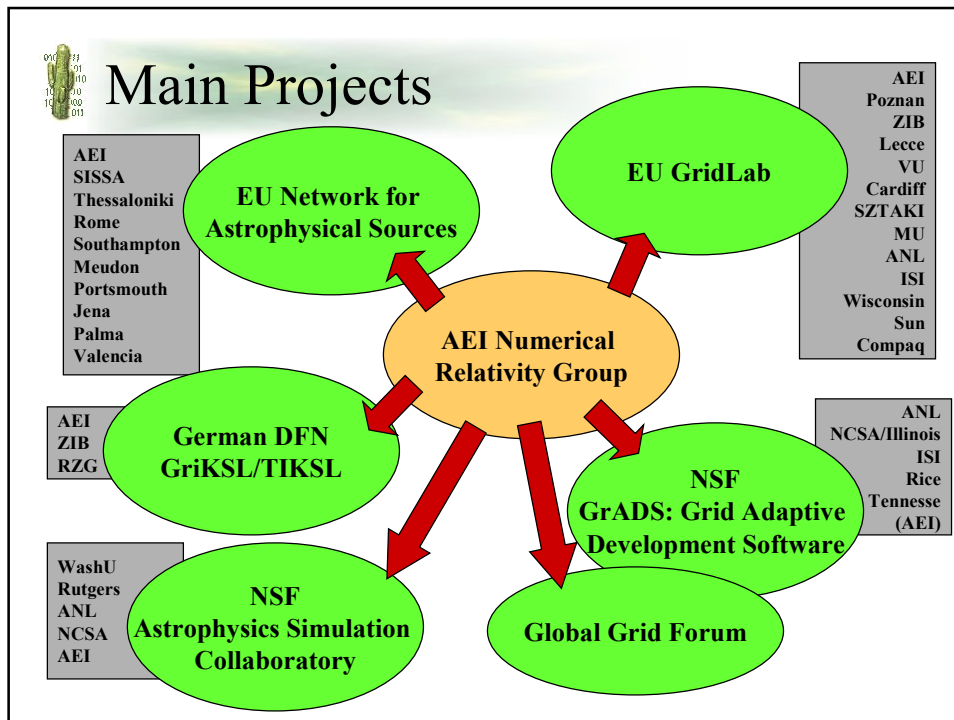 Main Projects
AEI
SISSA
Thessaloniki
Rome
Southampton
Meudon
Portsmouth
Jena
Palma
Valencia
EU Network for
Astrophysical Sources
EU GridLab
AEI
Poznan
ZIB
Lecce
VU
Cardiff
SZTAKI
MU
ANL
ISI
Wisconsin
Sun
Compaq
AEI Numerical
Relativity Group
AEI
ZIB
RZG
German DFN
GriKSL/TIKSL
NSF
GrADS: Grid Adaptive
Development Software
ANL
NCSA/Illinois
ISI
Rice
Tennesse
(AEI)
WashU
Rutgers
ANL
NCSA
AEI
NSF
Astrophysics Simulation
Collaboratory
Global Grid Forum